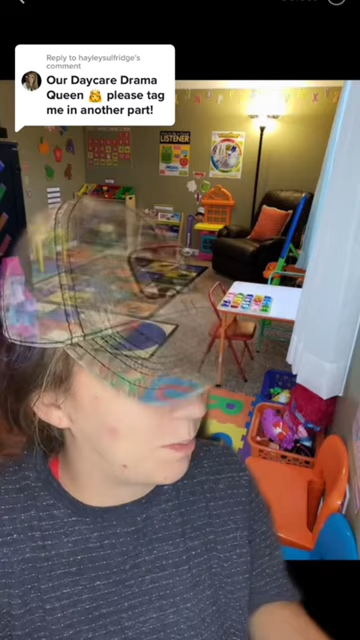 Reply to hayleysulfridge's
comment
Our Daycare Drama
Queen 👸 please tag
me in another part!
LISTENER